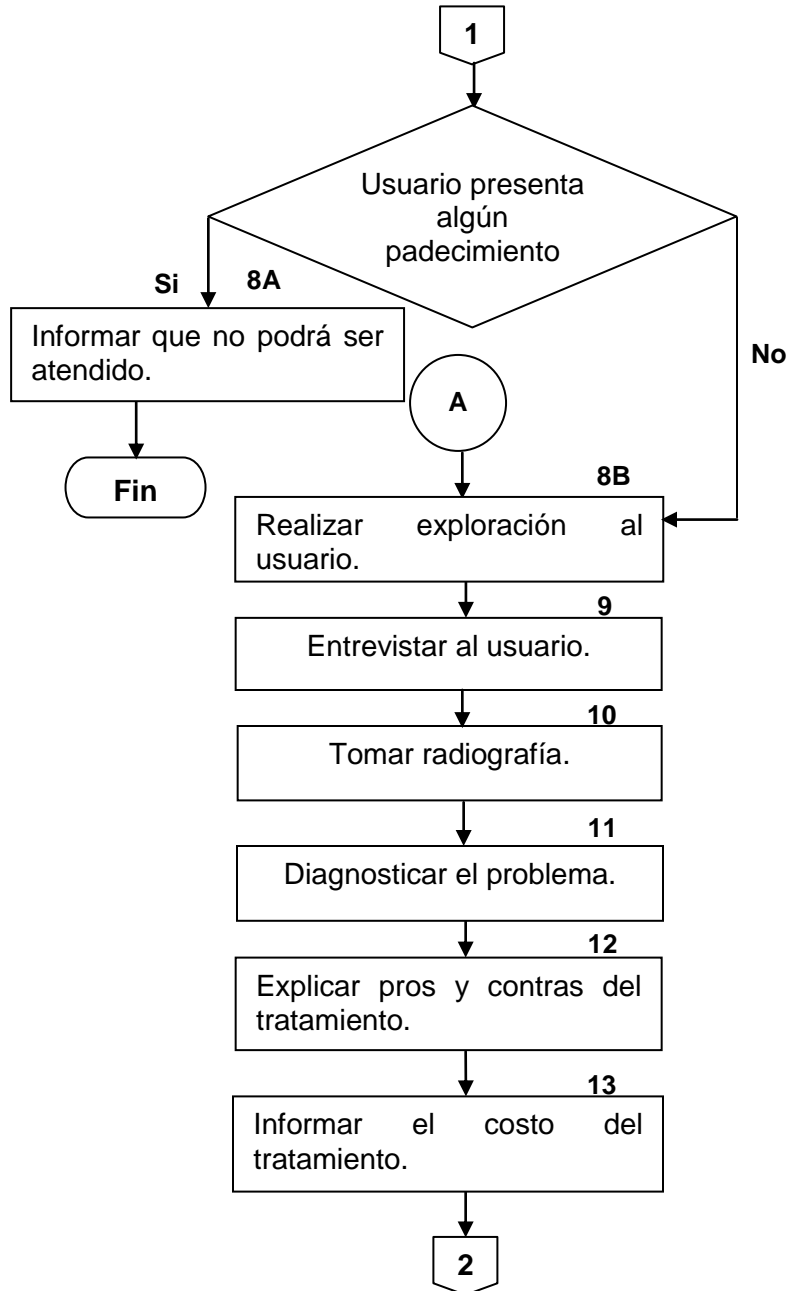 1
Usuario presenta
algún
padecimiento
Si
8A
Informar que no podrá ser
atendido.
No
A
Fin
8B
Realizar exploración al
usuario.
9
Entrevistar al usuario.
10
Tomar radiografía.
11
Diagnosticar el problema.
12
Explicar pros y contras del
tratamiento.
13
Informar el costo del
tratamiento.
2